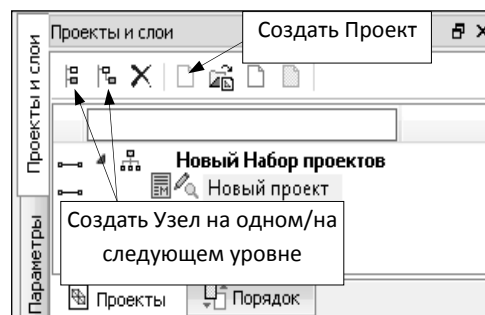 Проекты и слои
Создать Проект
Проекты и слои
Новый Набор проектов
Новый проект
Создать Узел на одном/на
следующем уровне
Параметры
Проекты
Порядок